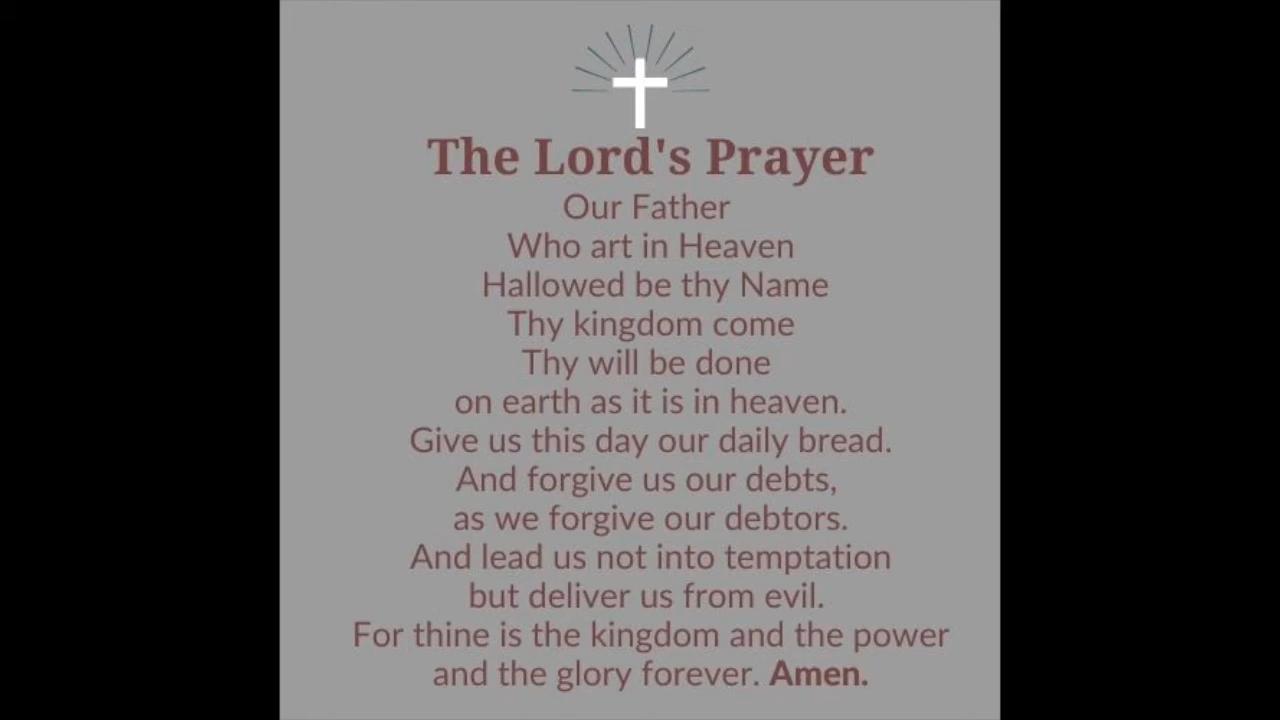 The Lord's Prayer
Our Father
Who art in Heaven
Hallowed be thy Name
Thy kingdom come
Thy will be done
on earth as it is in heaven.
Give us this day our daily bread.
And forgive us our debts,
as we forgive our debtors.
And lead us not into temptation
but deliver us from evil.
For thine is the kingdom and the power
and the glory forever. Amen.